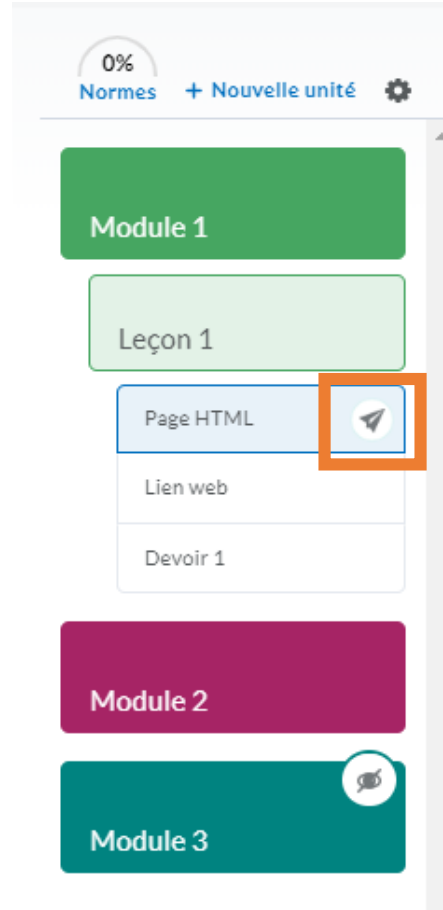 0%
Normes + Nouvelle unité
Module 1
Leçon 1
Page HTML
Lien web
Devoir 1
Module 2
Module 3